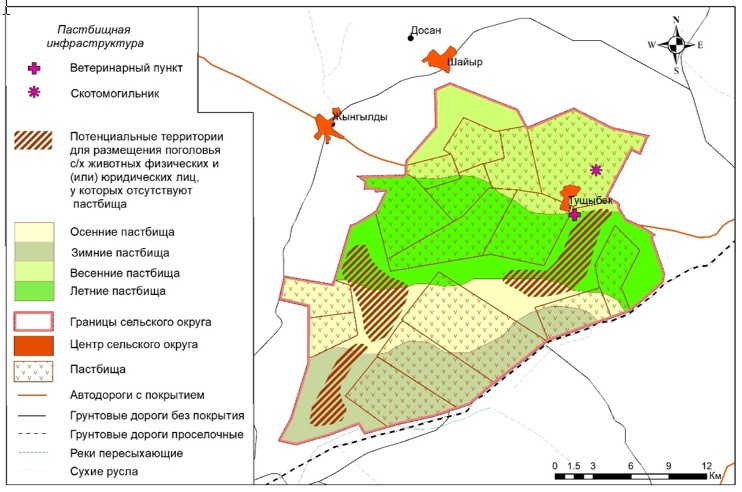 Пастбищная
инфраструктура
Ветеринарный пункт
Скотомогильник
Потенциальные территории
для размещения поголовья
с/х животных физических и
(или) юридических лиц,
у которых отсутствуют
пастбища
Осенние пастбища
Зимние пастбища
Весенние пастбища
Летние пастбища
Границы сельского округа
Центр сельского округа
Пастбища
Автодороги с покрытием
Грунтовые дороги без покрытия
Грунтовые дороги проселочные
Реки пересыхающие
Сухие русла
Досан
Шайыр
Жынгылды
Тущыбек
N
W E
S
0 1.5 3 6 9 12
Км